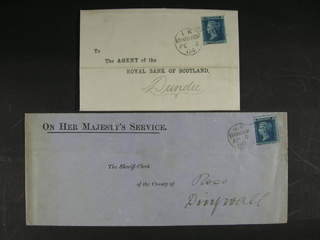 To
THE AGENT of the
ROYAL BANK OF SCOTLAND,
Dundee
ON HER MAJESTY'S SERVICE.
The Sheriff-Clerk
of the County of Ross
Dingwall